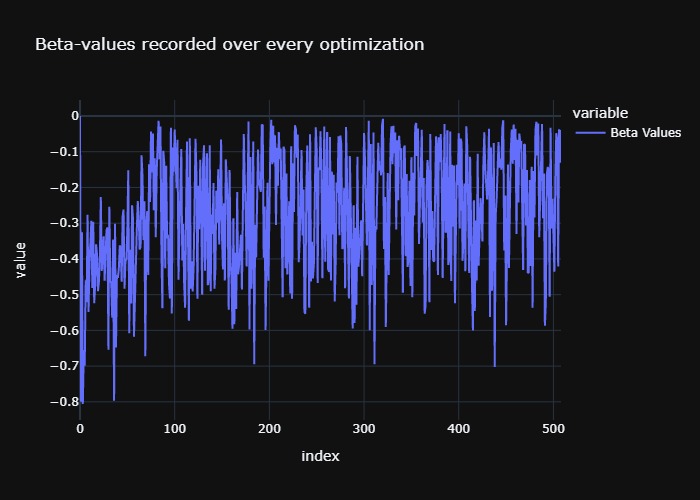 Beta-values recorded over every optimization
variable
Beta Values
0
−0.1
−0.2
−0.3
−0.4
−0.5
−0.6
−0.7
−0.8
value
0 100 200 300 400 500
index